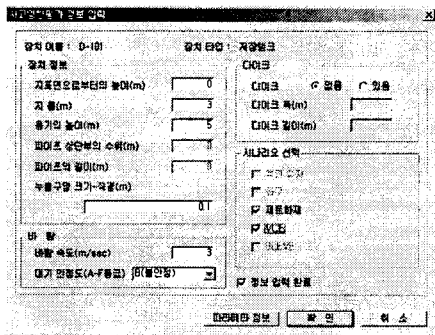 장치 이름 : D-101 장치 타입 : 저장탱크
장치 정보
지표면으로부터의 높이(m) 0
지 름(m) 3
용기의 높이(m) 5
파이프 상단부의 수위(m) 0
파이프의 길이(m) 0
누출구멍 크기-직경(m)
0.1
바 람
바람 속도(m/sec) 3
대기 안정도(A-F등급) B(불안정)
다이크
다이크 없음 있음
다이크 폭(m)
다이크 길이(m)
시나리오 선택
제트화재
VCE
정보 입력 완료
파라메타 정보 확 인 취 소